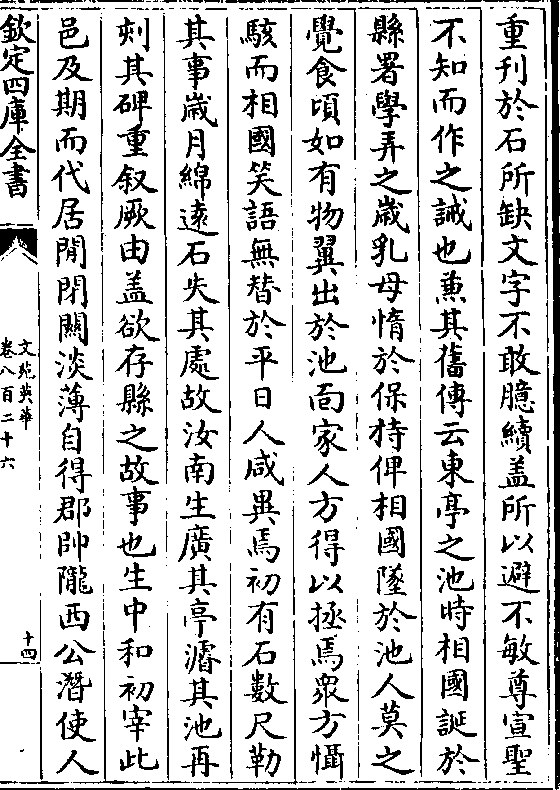 重刊於石所缺文字不敢臆續盖所以避不敏尊宣聖
不知而作之誡也兼其舊傳云東亭之池時相國誕於
縣署學弄之歲乳母惰於保持俾相國墜於池人莫之
覺食頃如有物翼出於池面家人方得以拯焉衆方懾
駭而相國笑語無替於平日人咸異焉初有石數尺勒
其事歲月綿遠石失其處故汝南生廣其亭濬其池再
刻其碑重叙厥由盖欲存縣之故事也生中和初宰此
邑及期而代居閒閉關淡薄自得郡帥隴西公潛使人
欽定四庫全書
文苑英華
卷八百二十六
十四